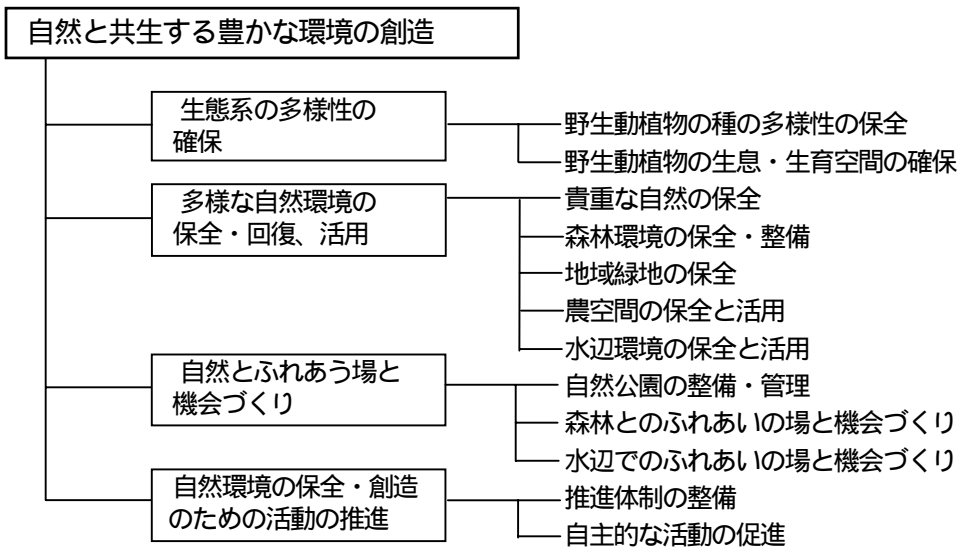 自然と共生する豊かな環境の創造
生態系の多様性の
確保
野生動植物の種の多様性の保全
野生動植物の生息・生育空間の確保
多様な自然環境の
保全・回復、活用
貴重な自然の保全
森林環境の保全・整備
地域緑地の保全
農空間の保全と活用
水辺環境の保全と活用
自然とふれあう場と
機会づくり
自然公園の整備・管理
森林とのふれあいの場と機会づくり
水辺でのふれあいの場と機会づくり
自然環境の保全・創造
のための活動の推進
推進体制の整備
自主的な活動の促進